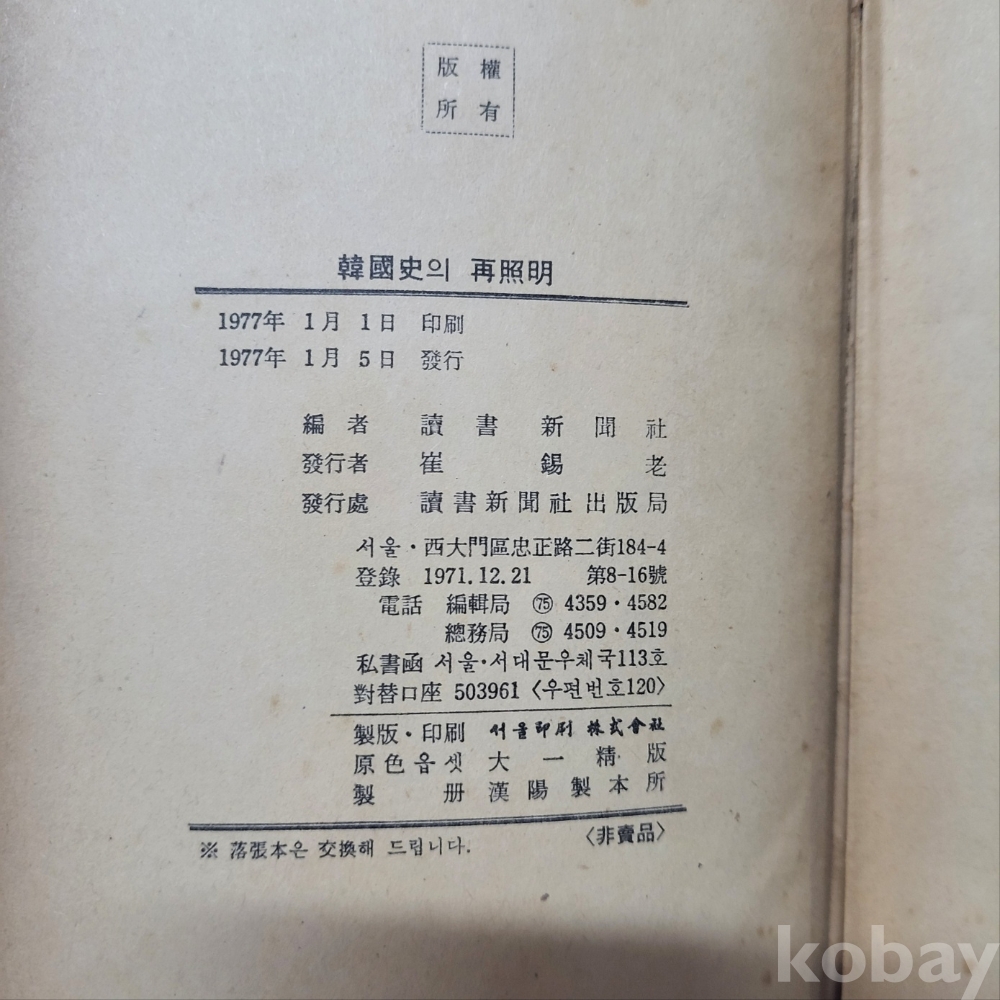 版權
所有
韓國史의 再照明
1977年 1月 1日 印刷
1977年 1月 5日 發行
編者 讀書新聞社
發行者 崔錫老
發行處 讀書新聞社出版局
서울·西大門區忠正路二街184-4
登錄 1971.12.21 第8-16號
電話 編輯局 ㉄ 4359·4582
總務局 ㉄ 4509·4519
私書函 서울·서대문우체국113호
對替口座 503961 〈우편번호120〉
製版·印刷 서울印刷株式會社
原色옵셋 大一精版
製册 漢陽製本所
※ 落張本은 交換해 드립니다. 〈非賣品〉
kobay